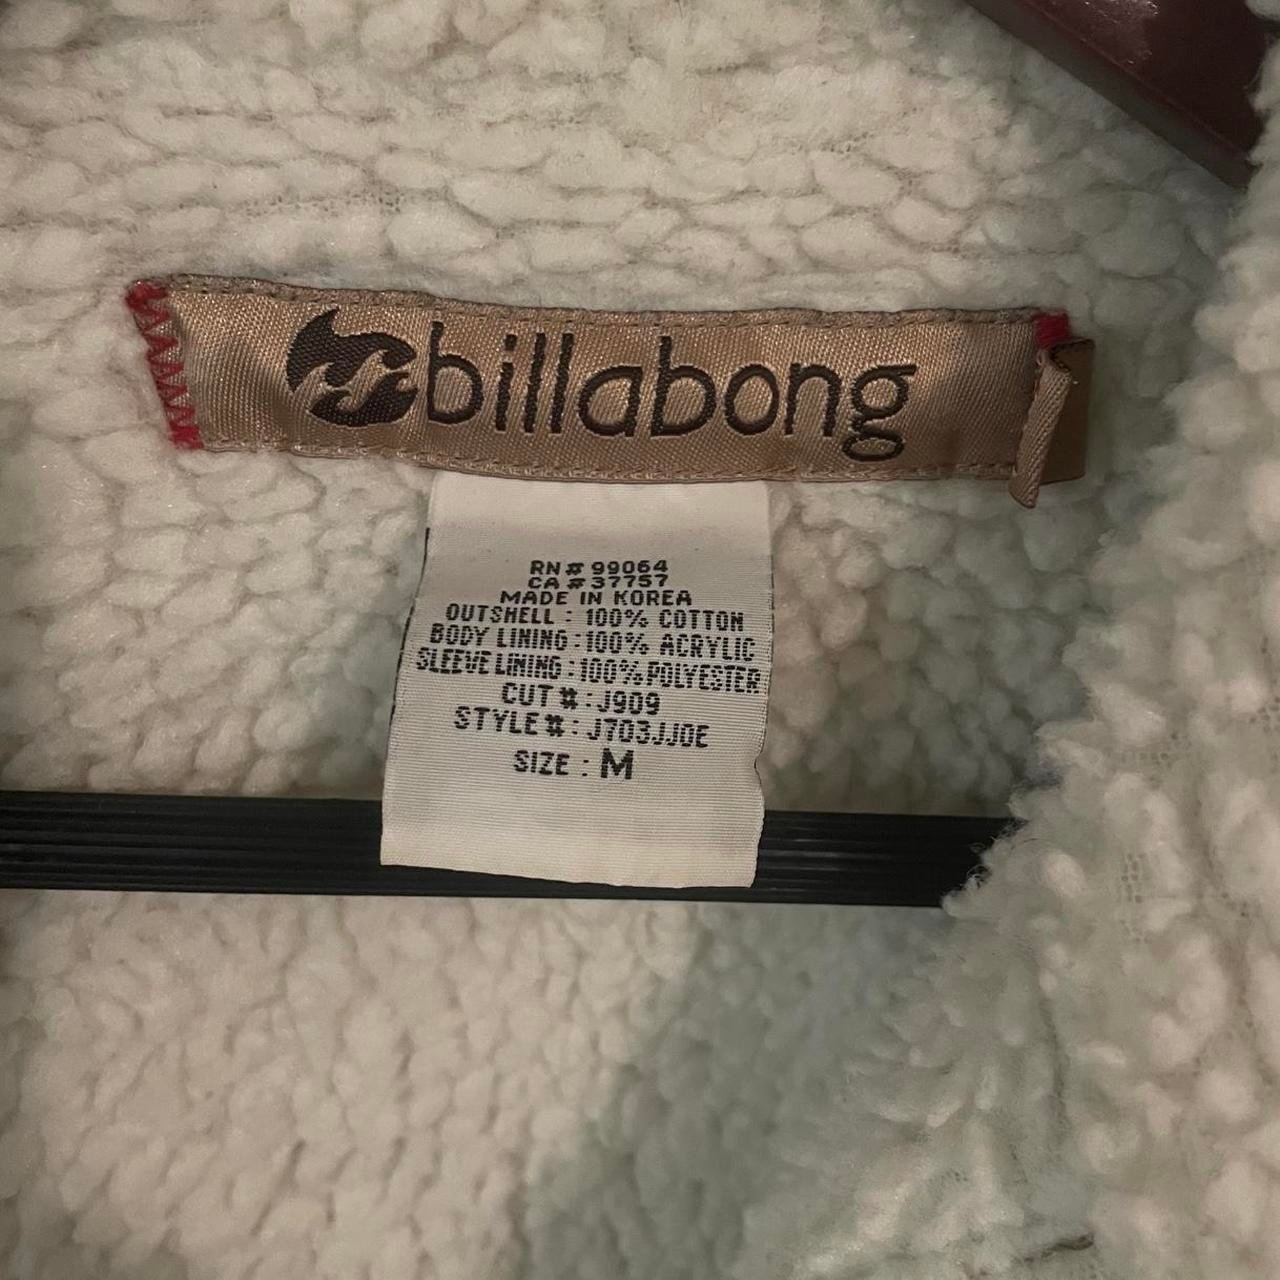 billabong
RN # 99064
CA # 37757
MADE IN KOREA
OUTSHELL : 100% COTTON
BODY LINING : 100% ACRYLIC
SLEEVE LINING : 100% POLYESTER
CUT # : J909
STYLE # : J703JJOE
SIZE : M